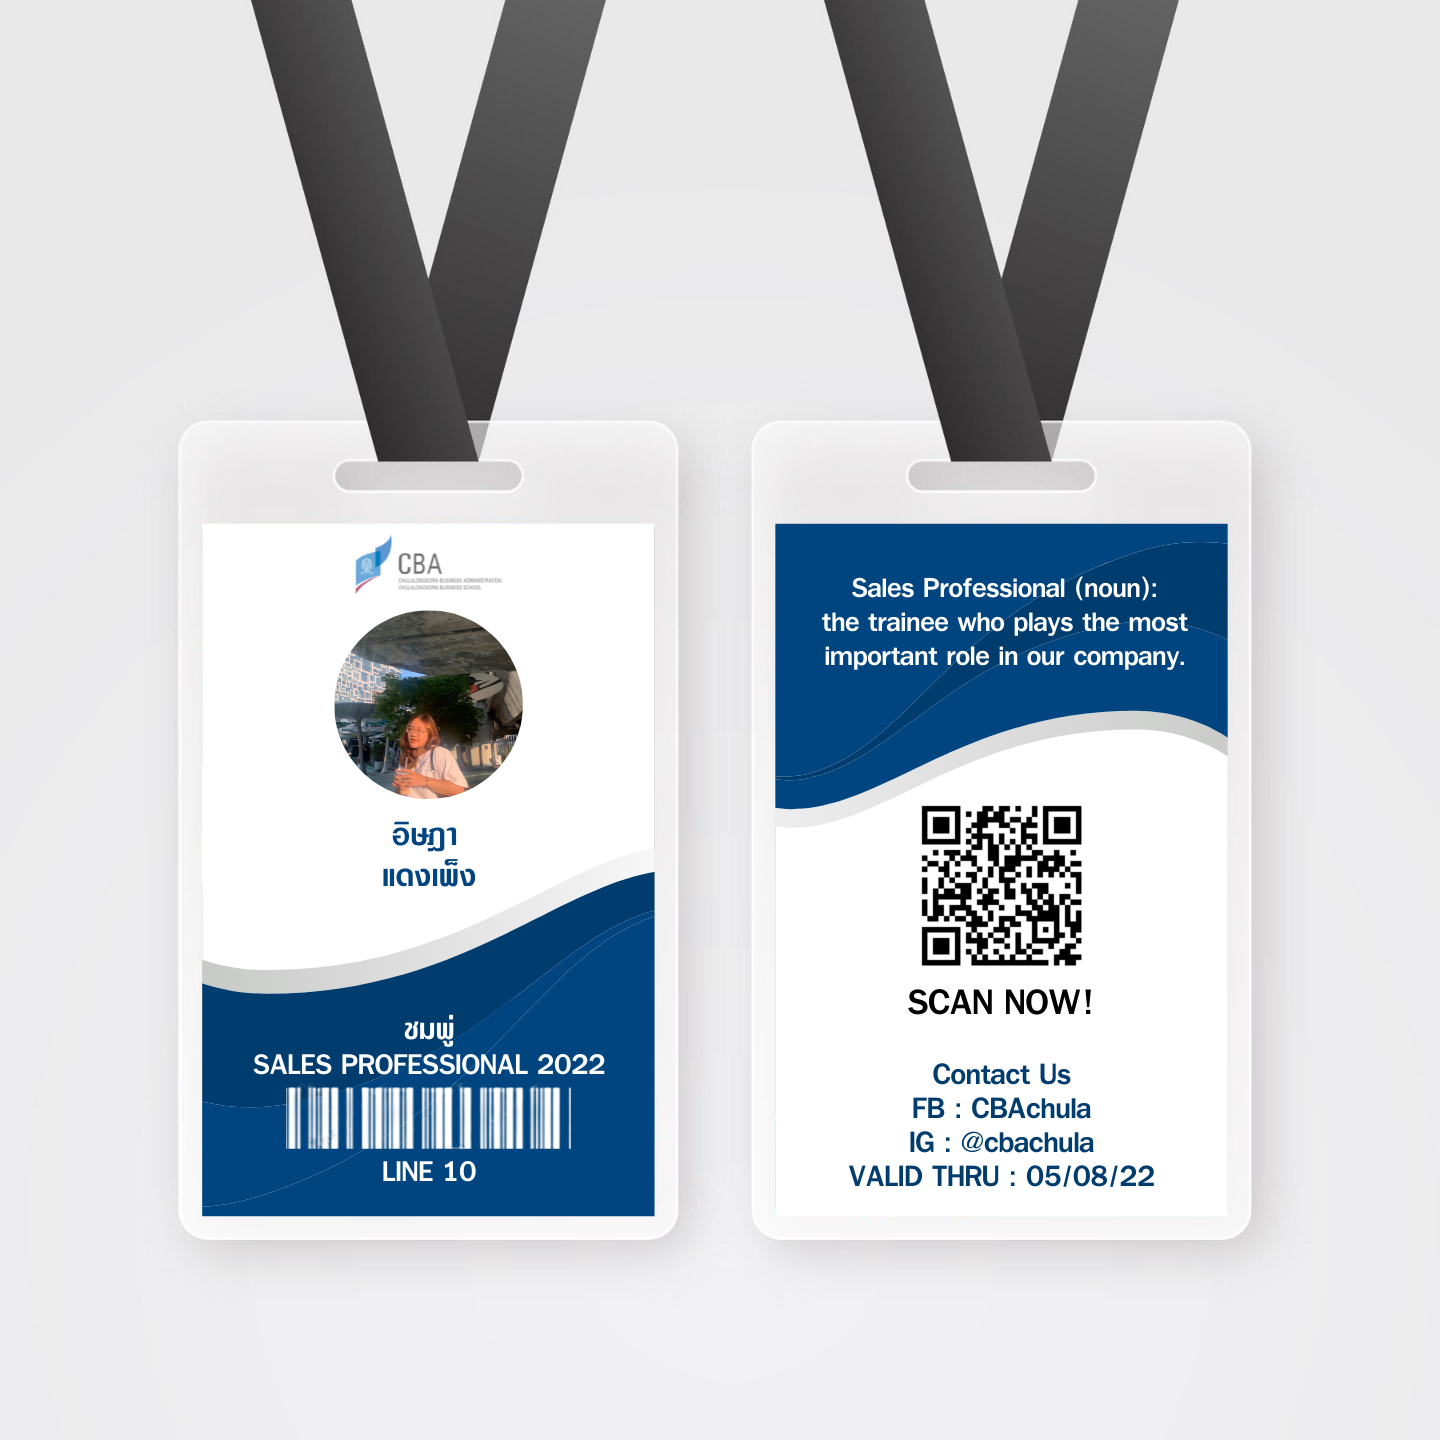 CBA
CHULALONGKORN BUSINESS ADMINISTRATION
CHULALONGKORN BUSINESS SCHOOL
อิษฎา
แดงเพ็ง
ชมพู่
SALES PROFESSIONAL 2022
LINE 10
Sales Professional (noun):
the trainee who plays the most
important role in our company.
SCAN NOW!
Contact Us
FB : CBAchula
IG : @cbachula
VALID THRU : 05/08/22